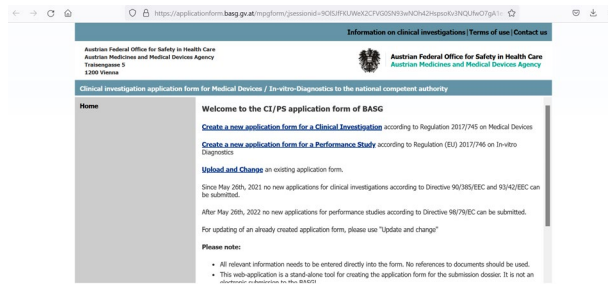 https://applicationform.basg.gv.at/mpgform/
Information on clinical investigations|Terms of use|Contact us
Austrian Federal Office for Safety in Health Care
Austrian Medicines and Medical Devices Agency
Traisengasse 5
1200 Vienna
Austrian Federal Office for Safety in Health Care
Austrian Medicines and Medical Devices Agency
Clinical investigation application form for Medical Devices / In-vitro-Diagnostics to the national competent authority
Home
Welcome to the CI/PS application form of BASG
Create a new application form for a Clinical Investigation according to Regulation 2017/745 on Medical Devices
Create a new application form for a Performance Study according to Regulation (EU) 2017/746 on In-vitro
Diagnostics
Upload and Change an existing application form.
Since May 26th, 2021 no new applications for clinical investigations according to Directive 90/385/EEC and 93/42/EEC can
be submitted.
After May 26th, 2022 no new applications for performance studies according to Directive 98/79/EC can be submitted.
For updating of an already created application form, please use "Update and change"
Please note:
• All relevant information needs to be entered directly into the form. No references to documents should be used.
• This web-application is a stand-alone tool for creating the application form for the submission dossier. It is not an
electronic submission to the BASG!